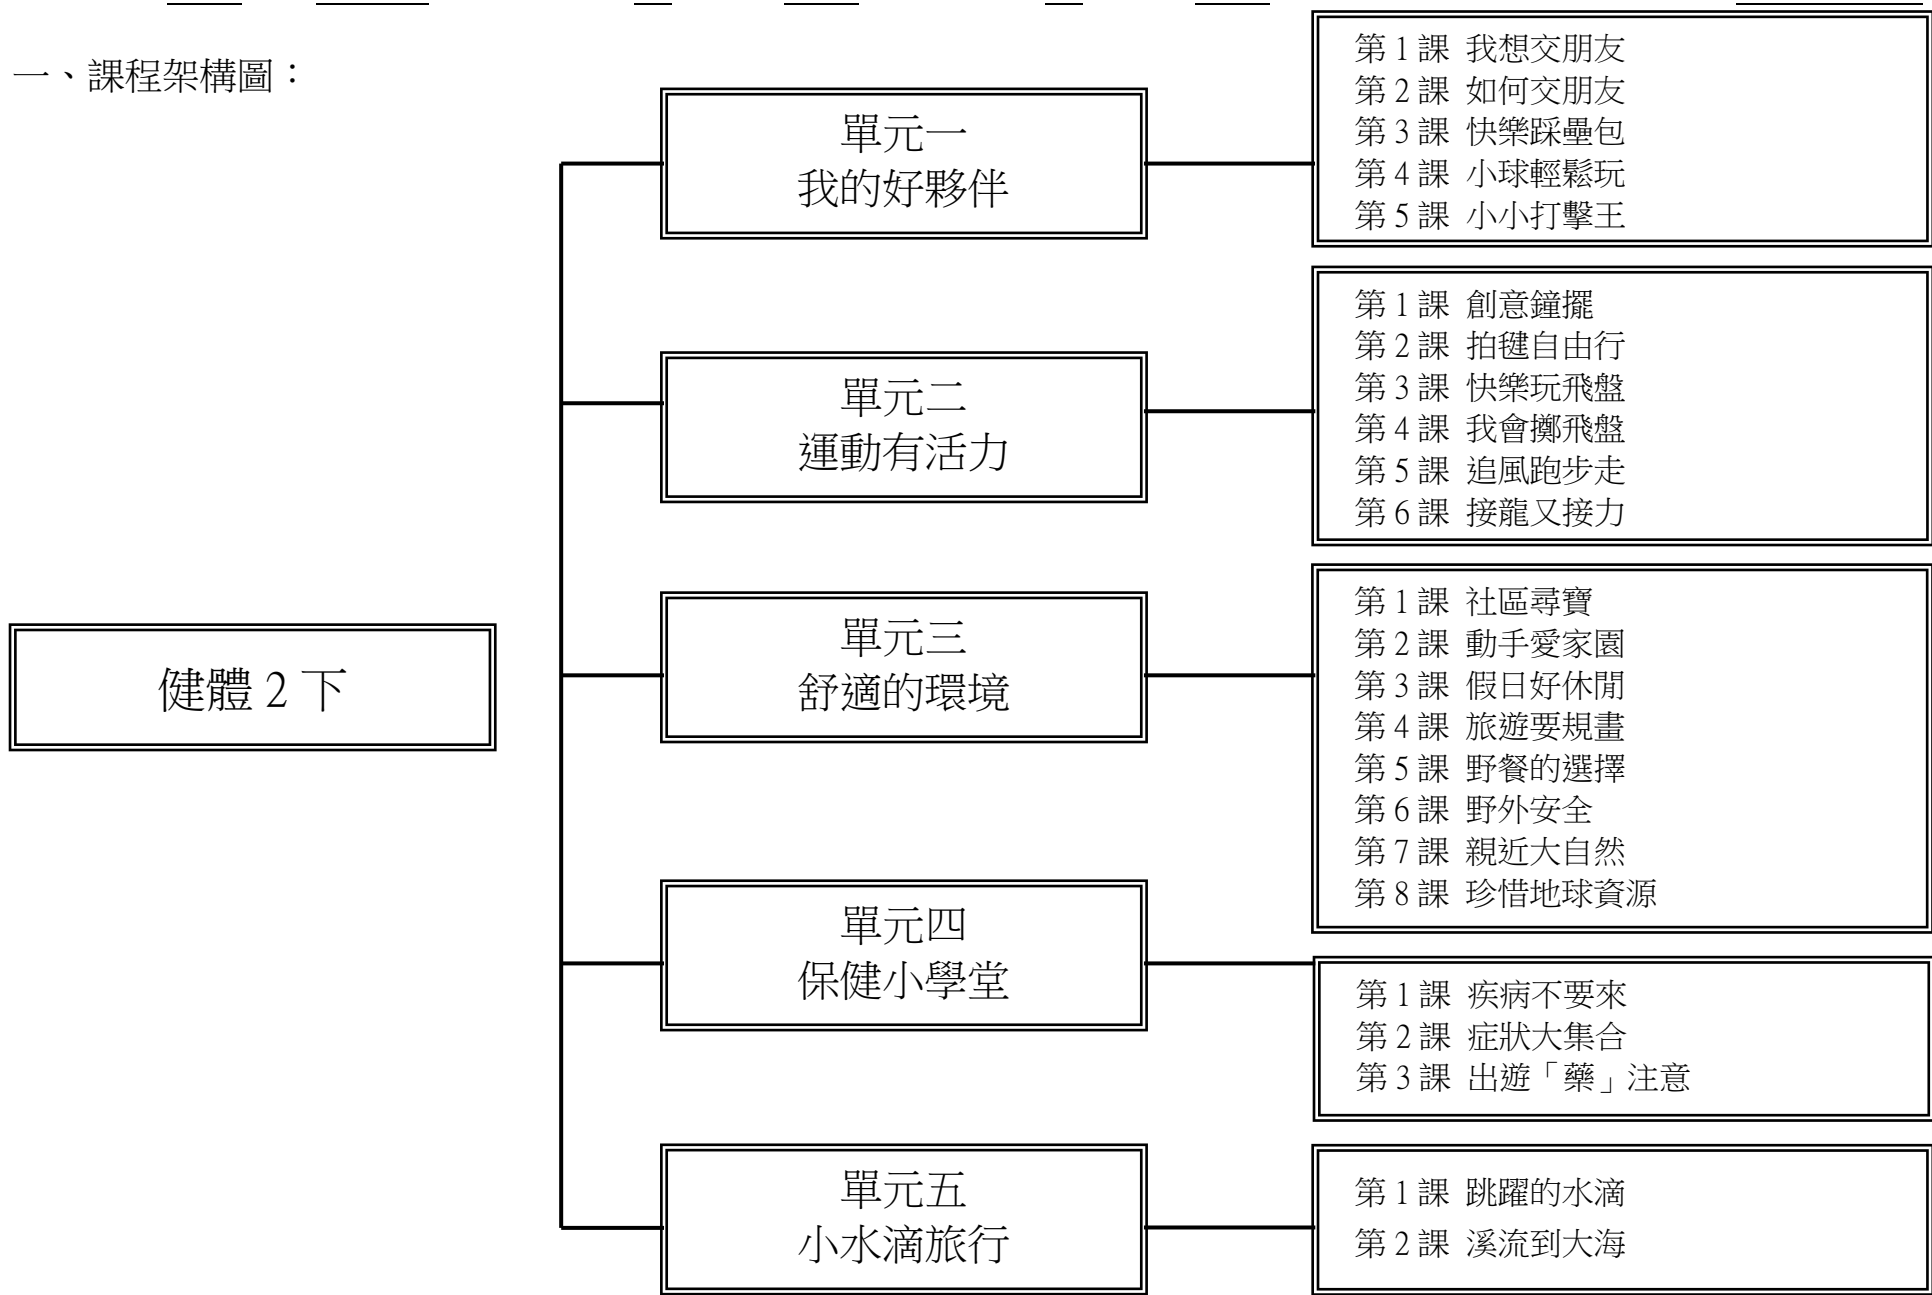 一、課程架構圖：
健體 2 下
單元一
我的好夥伴
第 1 課 我想交朋友
第 2 課 如何交朋友
第 3 課 快樂踩壘包
第 4 課 小球輕鬆玩
第 5 課 小小打擊王
單元二
運動有活力
第 1 課 創意鐘擺
第 2 課 拍毽自由行
第 3 課 快樂玩飛盤
第 4 課 我會擲飛盤
第 5 課 追風跑步走
第 6 課 接龍又接力
單元三
舒適的環境
第 1 課 社區尋寶
第 2 課 動手愛家園
第 3 課 假日好休閒
第 4 課 旅遊要規畫
第 5 課 野餐的選擇
第 6 課 野外安全
第 7 課 親近大自然
第 8 課 珍惜地球資源
單元四
保健小學堂
第 1 課 疾病不要來
第 2 課 症狀大集合
第 3 課 出遊「藥」注意
單元五
小水滴旅行
第 1 課 跳躍的水滴
第 2 課 溪流到大海